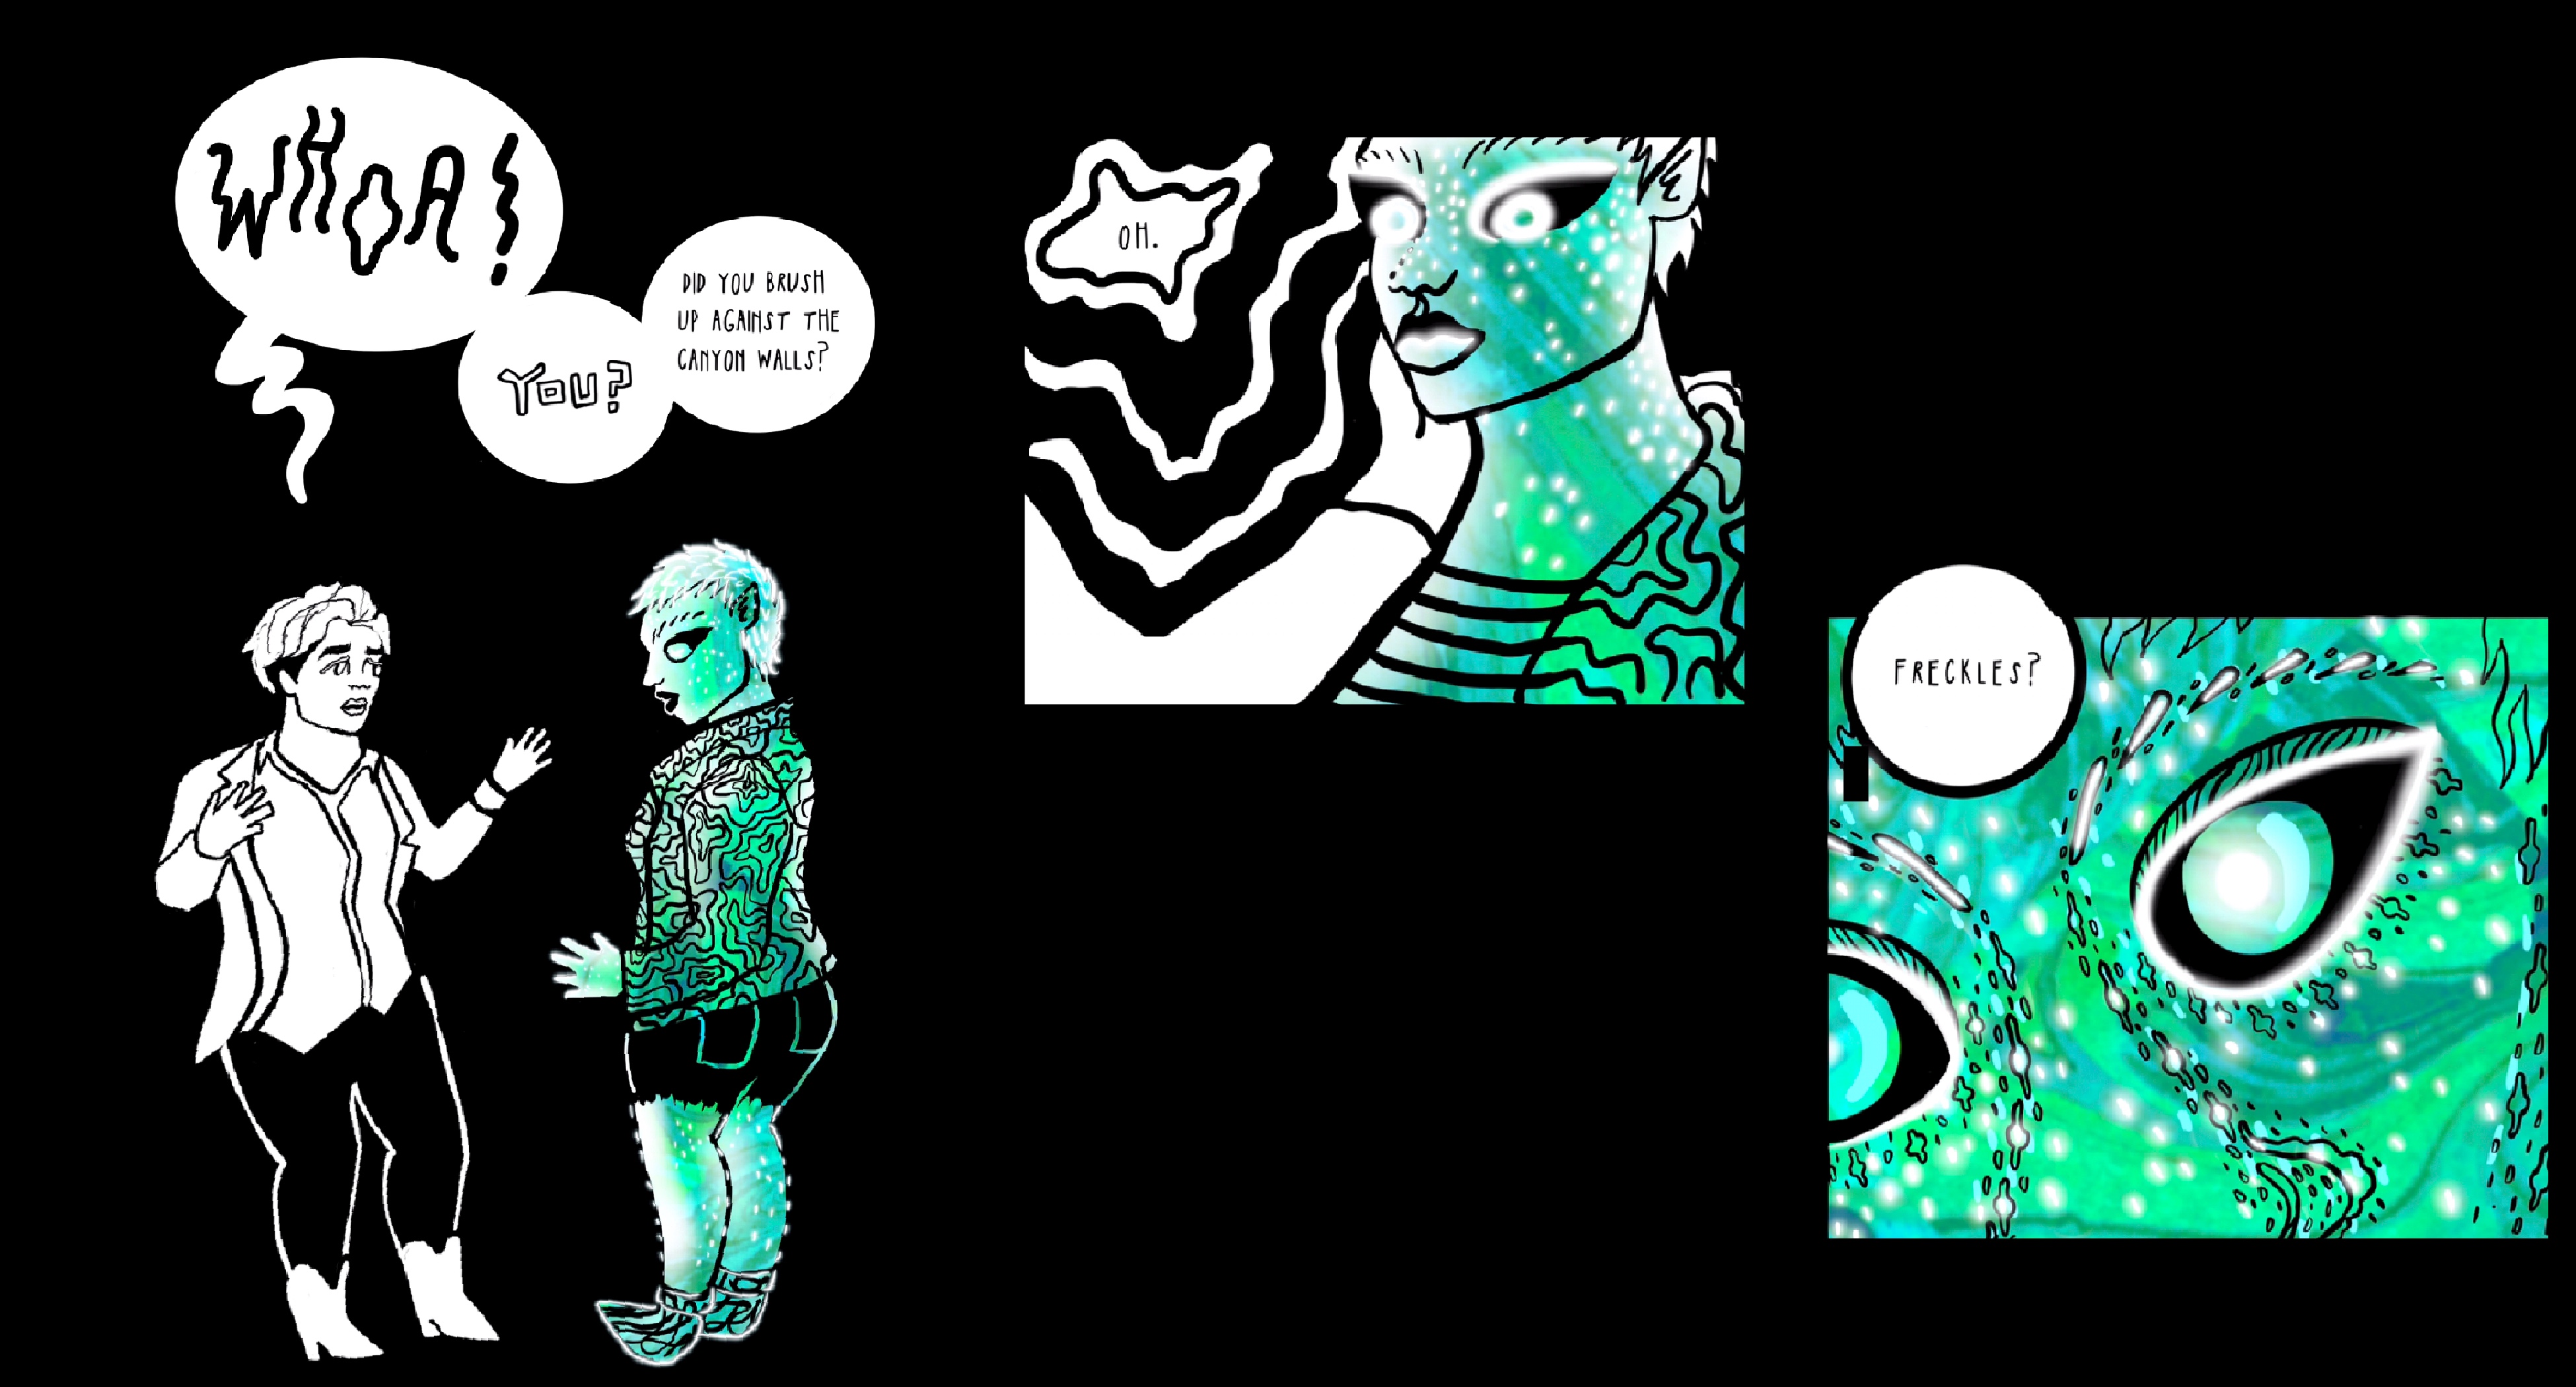 WHOA!
YOU?
DID YOU BRUSH
UP AGAINST THE
CANYON WALLS?
OH.
FRECKLES?